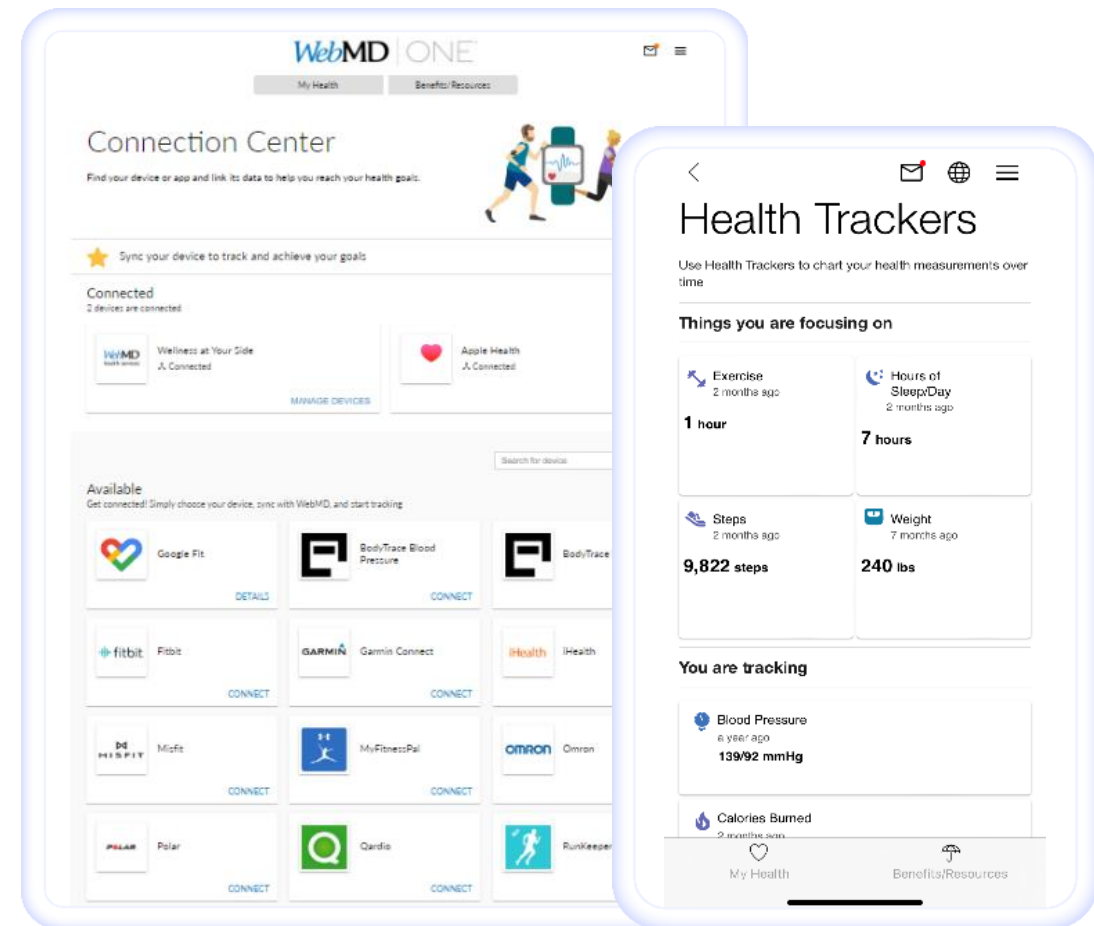 WebMD ONE
My Health Benefits/Resources
Connection Center
Find your device or app and link its data to help you reach your health goals.
Sync your device to track and achieve your goals
Connected
2 devices are connected
WebMD
health services
Wellness at Your Side
Connected
MANAGE DEVICES
Apple Health
Connected
Search for device
Available
Get connected! Simply choose your device, sync with WebMD, and start tracking
Google Fit
DETAILS
BodyTrace Blood
Pressure
CONNECT
BodyTrace
fitbit
Fitbit
CONNECT
GARMIN
Garmin Connect
CONNECT
iHealth
iHealth
MISFIT
Misfit
CONNECT
MyFitnessPal
CONNECT
OMRON
Omron
POLAR
Polar
CONNECT
Qardio
CONNECT
RunKeeper
Health Trackers
Use Health Trackers to chart your health measurements over
time
Things you are focusing on
Exercise
2 months ago
1 hour
Hours of
Sleep/Day
2 months ago
7 hours
Steps
2 months ago
9,822 steps
Weight
7 months ago
240 lbs
You are tracking
Blood Pressure
a year ago
139/92 mmHg
Calories Burned
2 months ago
My Health
Benefits/Resources